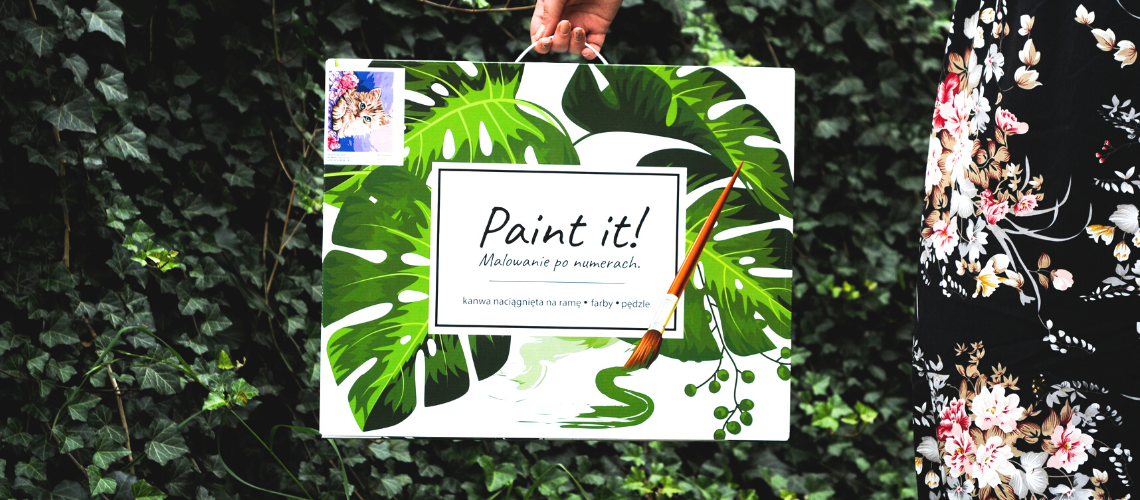 Paint it!
Malowanie po numerach.
kanwa naciągnięta na ramę • farby • pędzle